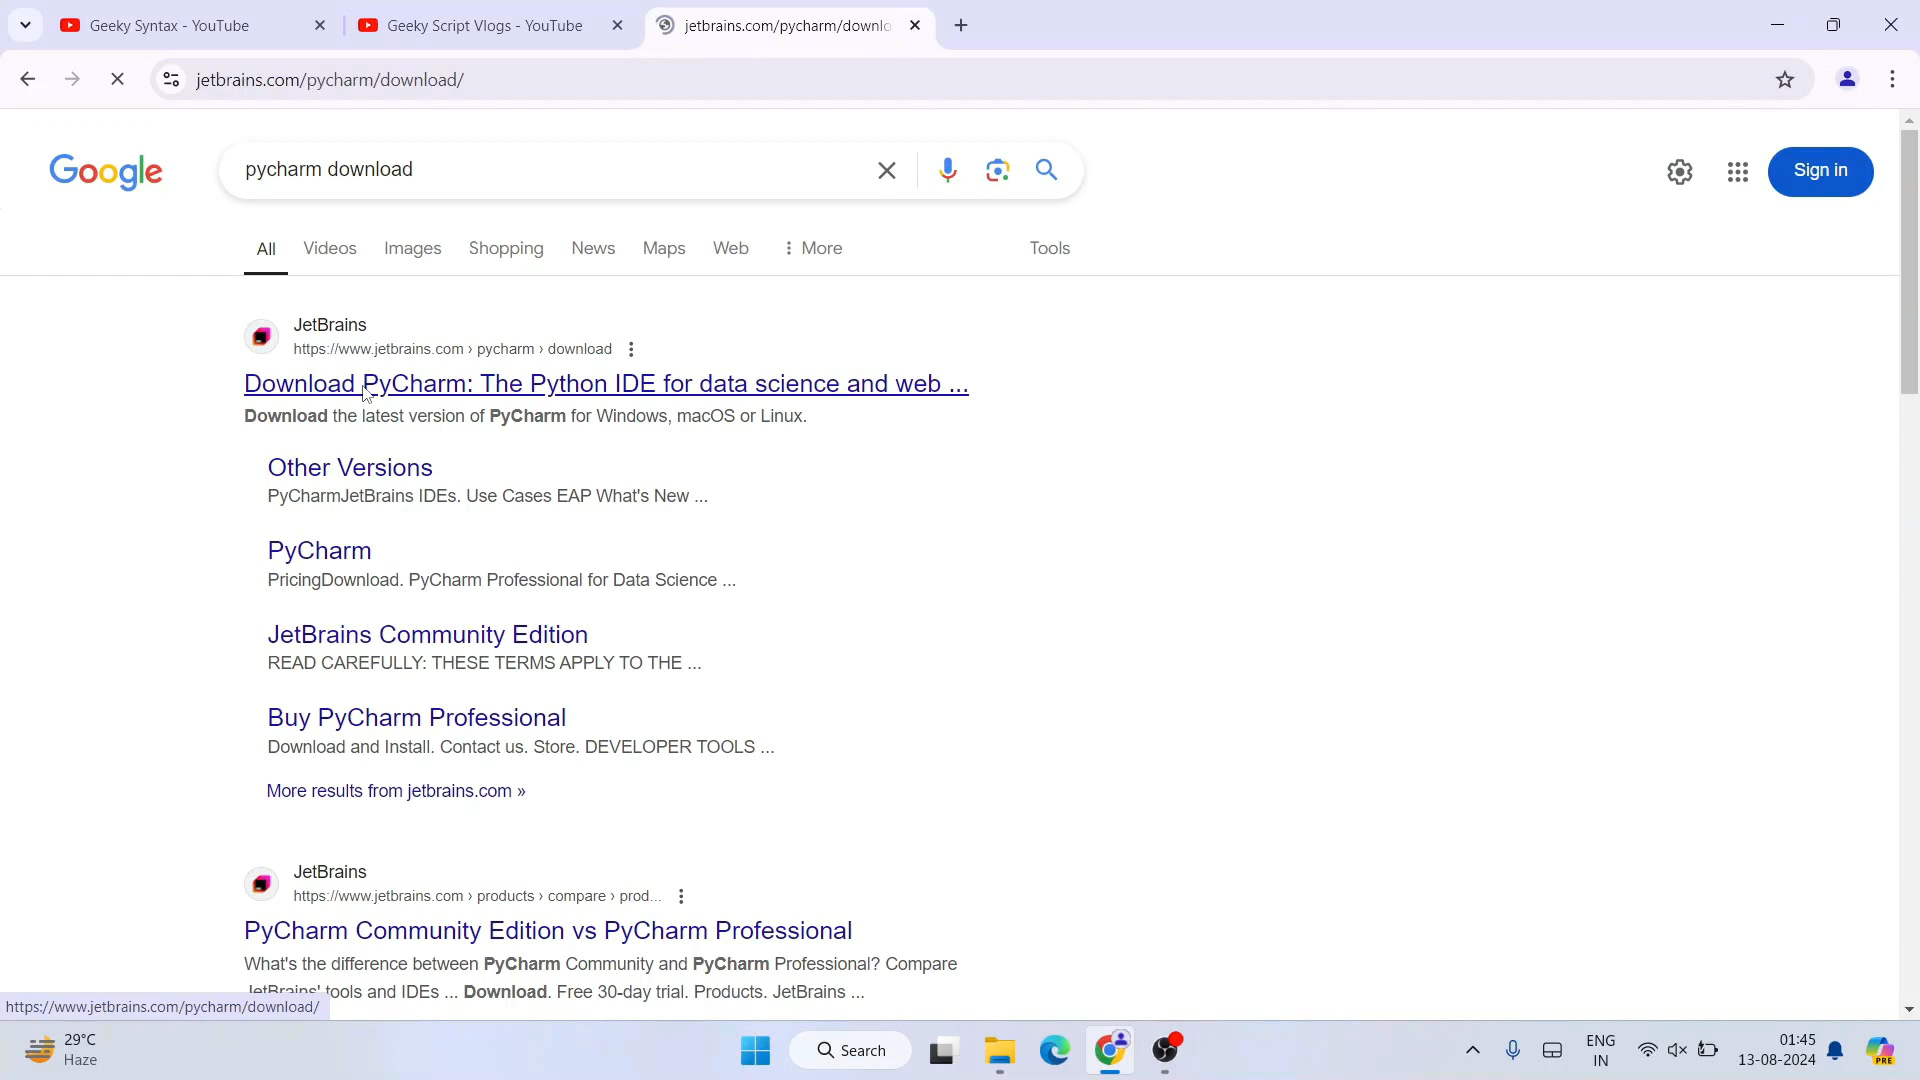 Geeky Syntax - YouTube
Geeky Script Vlogs - YouTube
jetbrains.com/pycharm/downlo
jetbrains.com/pycharm/download/
Google
pycharm download
Sign in
All
Videos
Images
Shopping
News
Maps
Web
More
Tools
JetBrains
https://www.jetbrains.com › pycharm › download
Download PyCharm: The Python IDE for data science and web ...
Download the latest version of PyCharm for Windows, macOS or Linux.
Other Versions
PyCharmJetBrains IDEs. Use Cases EAP What's New ...
PyCharm
PricingDownload. PyCharm Professional for Data Science ...
JetBrains Community Edition
READ CAREFULLY: THESE TERMS APPLY TO THE ...
Buy PyCharm Professional
Download and Install. Contact us. Store. DEVELOPER TOOLS ...
More results from jetbrains.com »
JetBrains
https://www.jetbrains.com › products › compare › prod...
PyCharm Community Edition vs PyCharm Professional
What's the difference between PyCharm Community and PyCharm Professional? Compare
JetBrains' tools and IDEs ... Download. Free 30-day trial. Products. JetBrains ...
https://www.jetbrains.com/pycharm/download/
29°C
Haze
Search
ENG
IN
01:45
13-08-2024
PRE